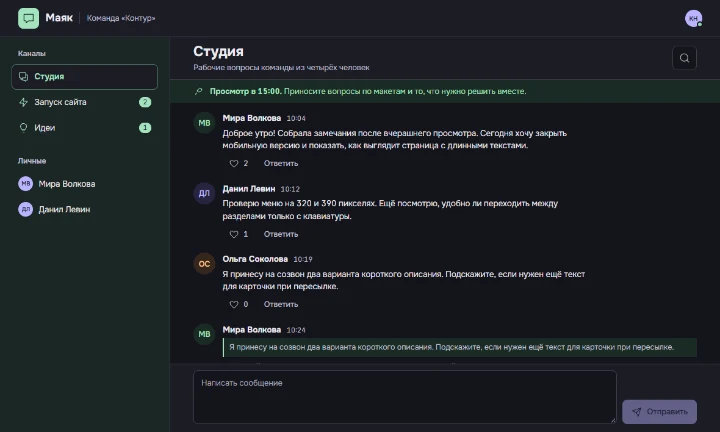 Маяк
Команда «Контур»
КН
Каналы
Студия
Запуск сайта 2
Идеи 1
Личные
МВ Мира Волкова
ДЛ Данил Левин
Студия
Рабочие вопросы команды из четырёх человек
Просмотр в 15:00. Приносите вопросы по макетам и то, что нужно решить вместе.
МВ
Мира Волкова 10:04
Доброе утро! Собрала замечания после вчерашнего просмотра. Сегодня хочу закрыть
мобильную версию и показать, как выглядит страница с длинными текстами.
2 Ответить
ДЛ
Данил Левин 10:12
Проверю меню на 320 и 390 пикселях. Ещё посмотрю, удобно ли переходить между
разделами только с клавиатуры.
1 Ответить
ОС
Ольга Соколова 10:19
Я принесу на созвон два варианта короткого описания. Подскажите, если нужен ещё текст
для карточки при пересылке.
0 Ответить
МВ
Мира Волкова 10:24
Я принесу на созвон два варианта короткого описания. Подскажите, если нужен ещё текст для карточки при пересылке.
Написать сообщение
Отправить